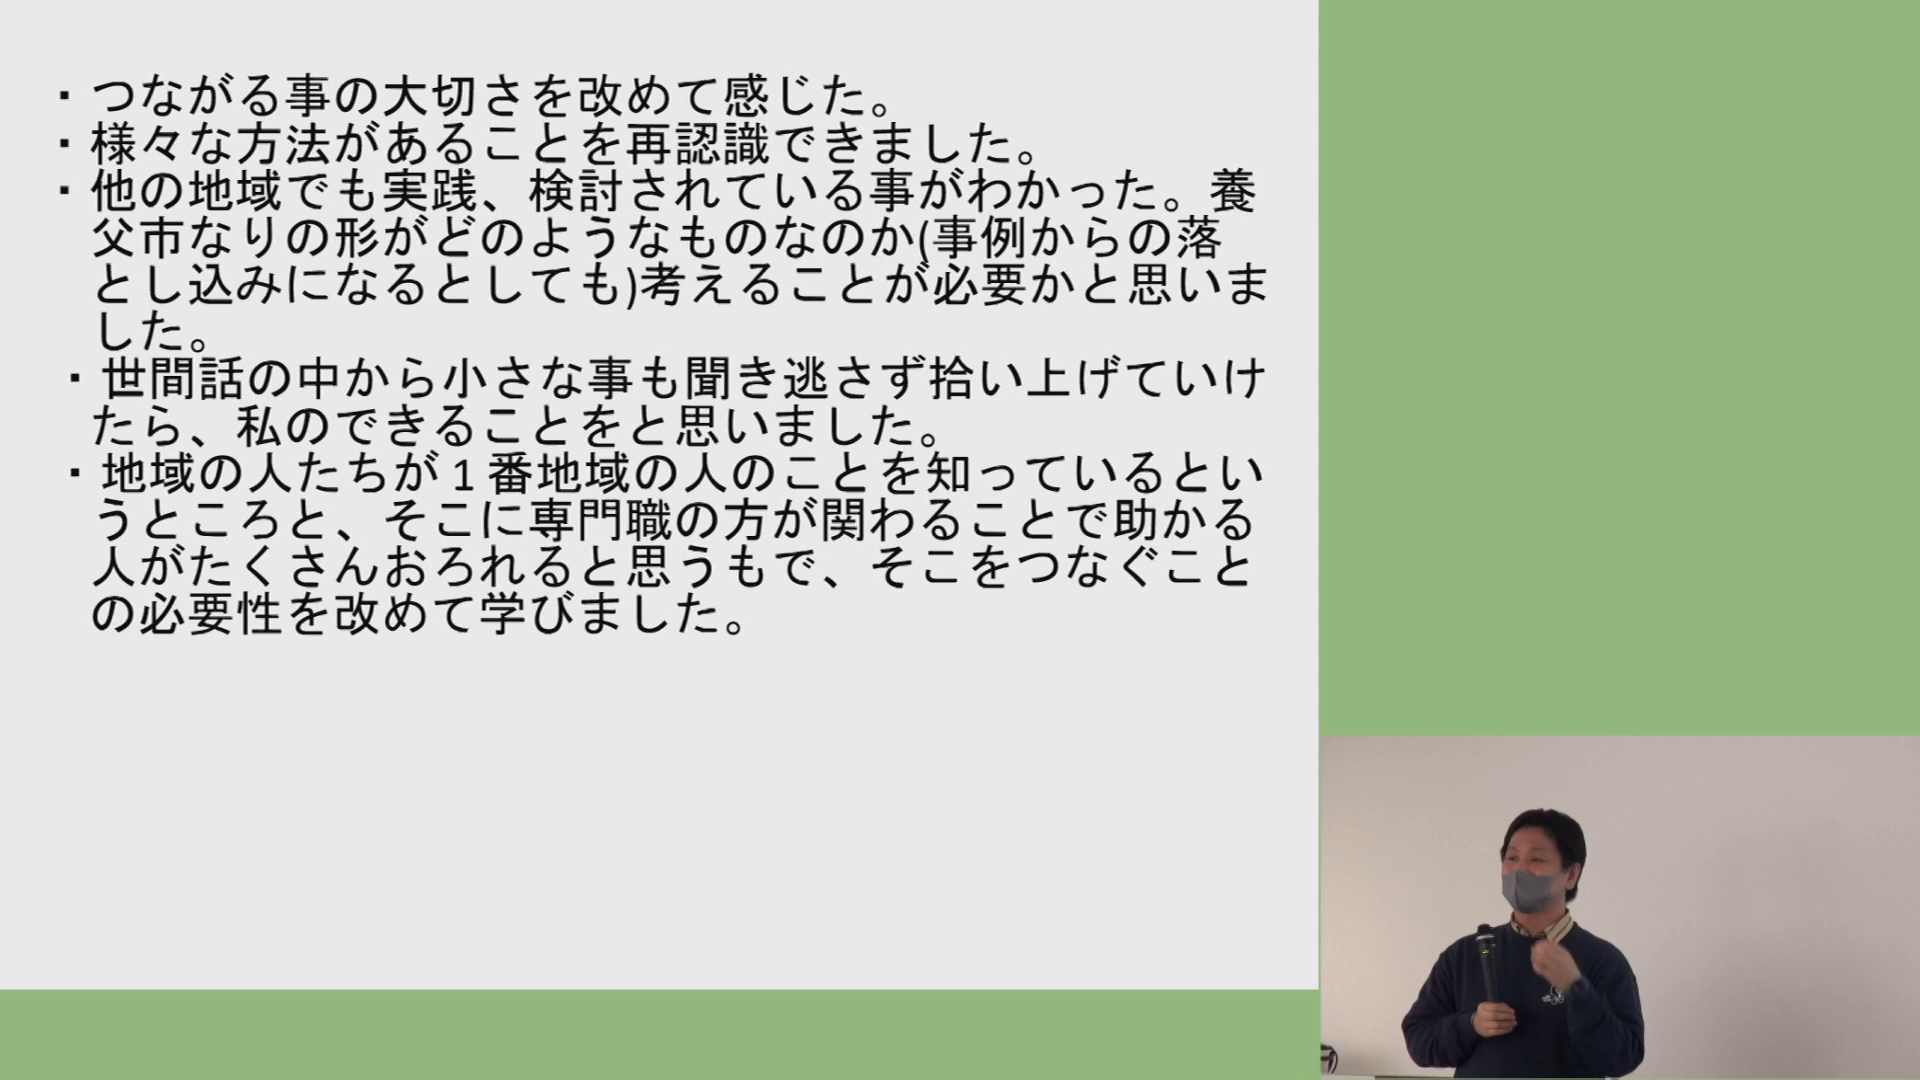 ・つながる事の大切さを改めて感じた。
・様々な方法があることを再認識できました。
・他の地域でも実践、検討されている事がわかった。養
父市なりの形がどのようなものなのか(事例からの落
とし込みになるとしても)考えることが必要かと思いま
した。
・世間話の中から小さな事も聞き逃さず拾い上げていけ
たら、私のできることをと思いました。
・地域の人たちが1番地域の人のことを知っているとい
うところと、そこに専門職の方が関わることで助かる
人がたくさんおろれると思うもで、そこをつなぐこと
の必要性を改めて学びました。